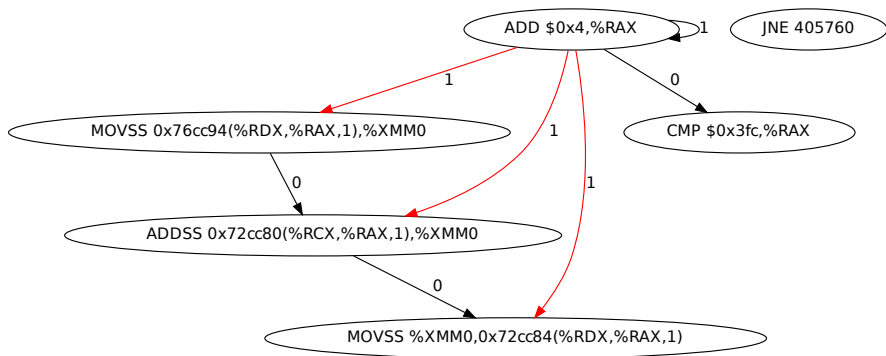 ADD $0x4,%RAX
1
JNE 405760
1
0
MOVSS 0x76cc94(%RDX,%RAX,1),%XMM0
CMP $0x3fc,%RAX
1
0
1
ADDSS 0x72cc80(%RCX,%RAX,1),%XMM0
0
MOVSS %XMM0,0x72cc84(%RDX,%RAX,1)